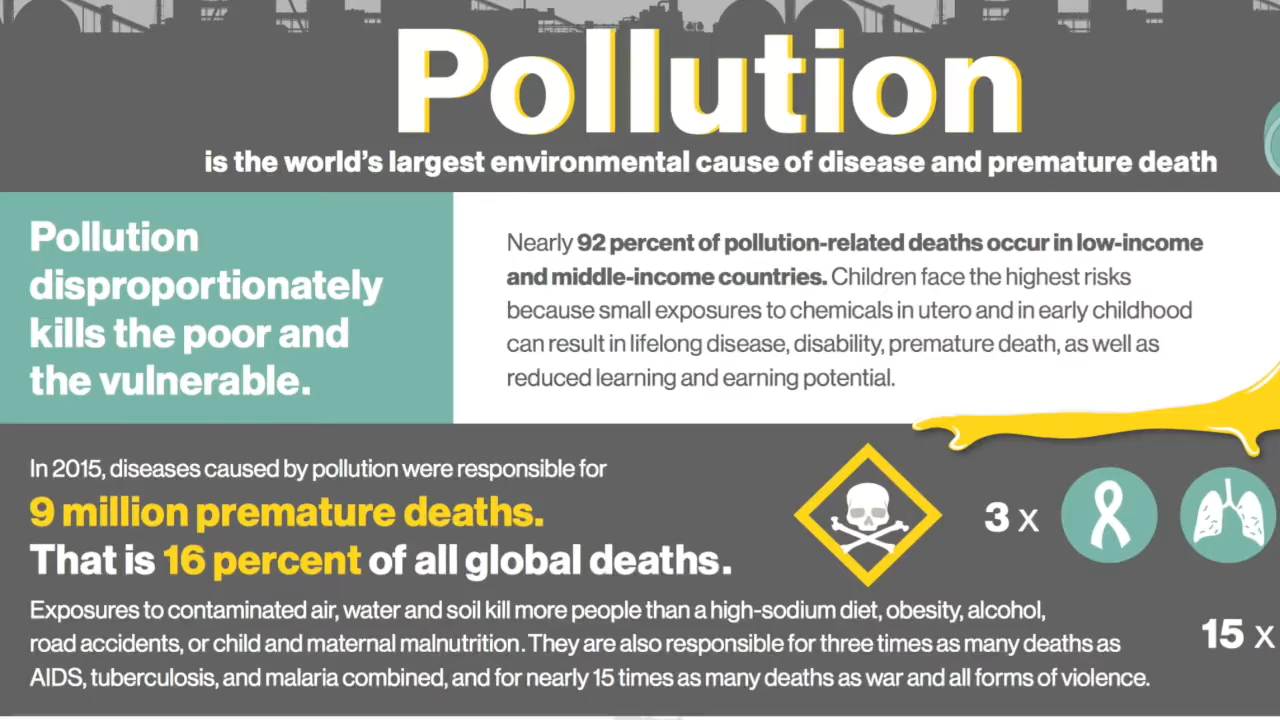 Pollution
is the world's largest environmental cause of disease and premature death
Pollution
disproportionately
kills the poor and
the vulnerable.
Nearly 92 percent of pollution-related deaths occur in low-income
and middle-income countries. Children face the highest risks
because small exposures to chemicals in utero and in early childhood
can result in lifelong disease, disability, premature death, as well as
reduced learning and earning potential.
In 2015, diseases caused by pollution were responsible for
9 million premature deaths.
That is 16 percent of all global deaths.
3 x
Exposures to contaminated air, water and soil kill more people than a high-sodium diet, obesity, alcohol,
road accidents, or child and maternal malnutrition. They are also responsible for three times as many deaths as
AIDS, tuberculosis, and malaria combined, and for nearly 15 times as many deaths as war and all forms of violence.
15 x